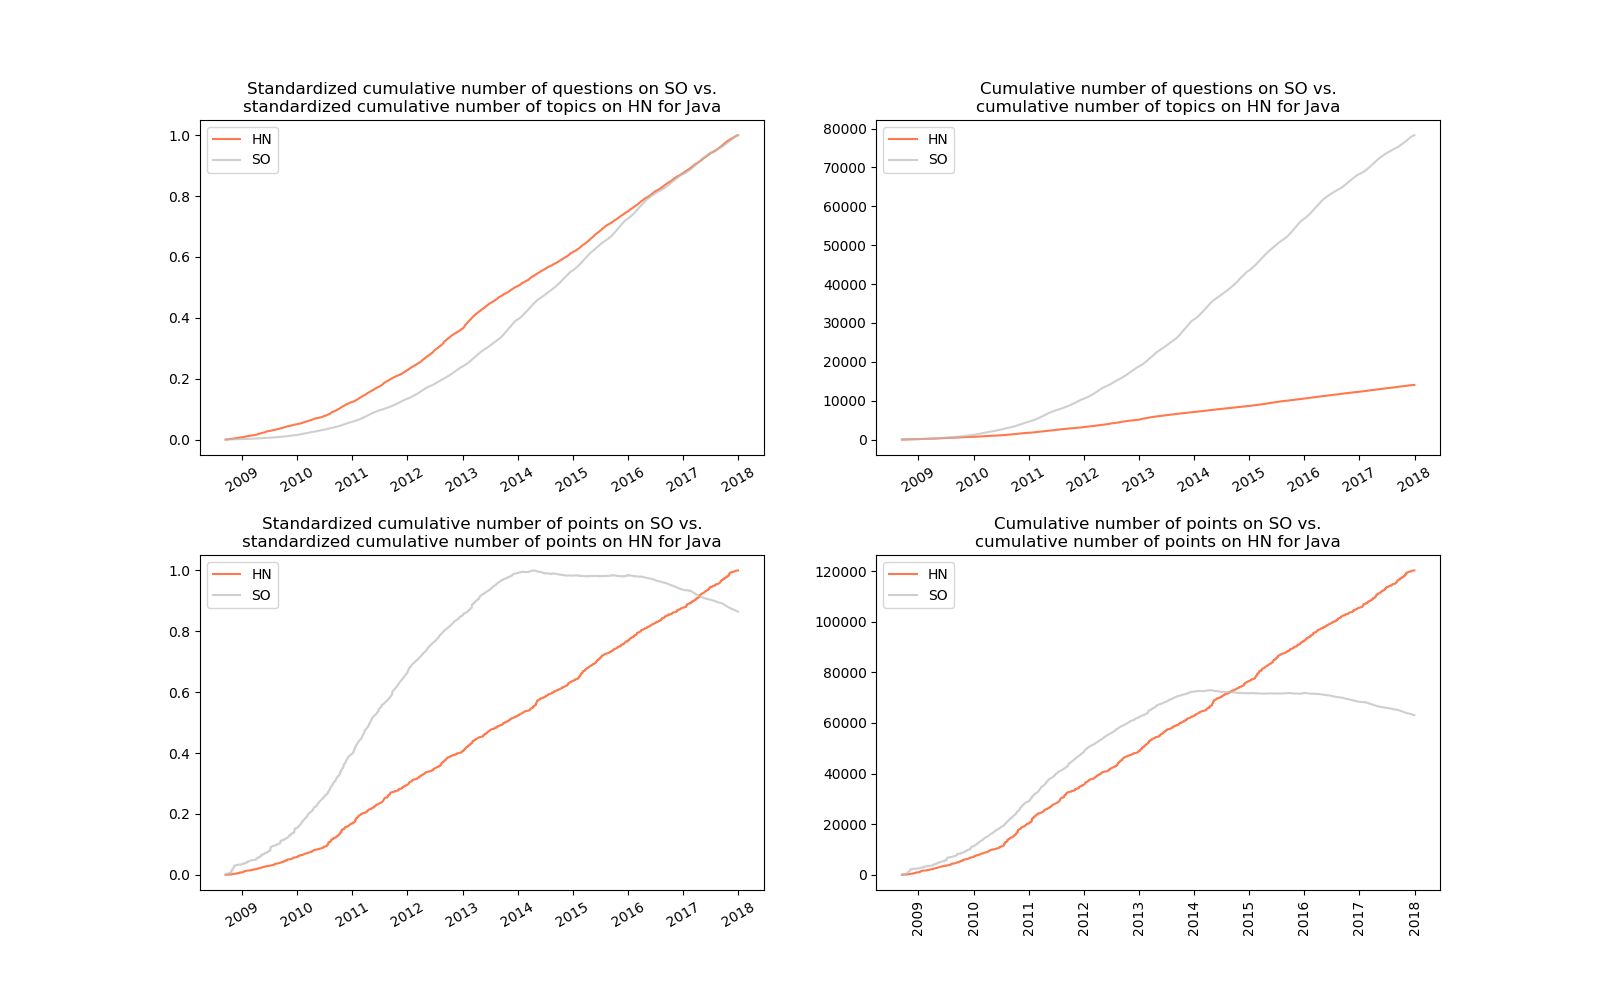 Standardized cumulative number of questions on SO vs.
standardized cumulative number of topics on HN for Java
HN
SO
1.0
0.8
0.6
0.4
0.2
0.0
2009 2010 2011 2012 2013 2014 2015 2016 2017 2018
Cumulative number of questions on SO vs.
cumulative number of topics on HN for Java
HN
SO
80000
70000
60000
50000
40000
30000
20000
10000
0
2009 2010 2011 2012 2013 2014 2015 2016 2017 2018
Standardized cumulative number of points on SO vs.
standardized cumulative number of points on HN for Java
HN
SO
1.0
0.8
0.6
0.4
0.2
0.0
2009 2010 2011 2012 2013 2014 2015 2016 2017 2018
Cumulative number of points on SO vs.
cumulative number of points on HN for Java
HN
SO
120000
100000
80000
60000
40000
20000
0
2009 2010 2011 2012 2013 2014 2015 2016 2017 2018